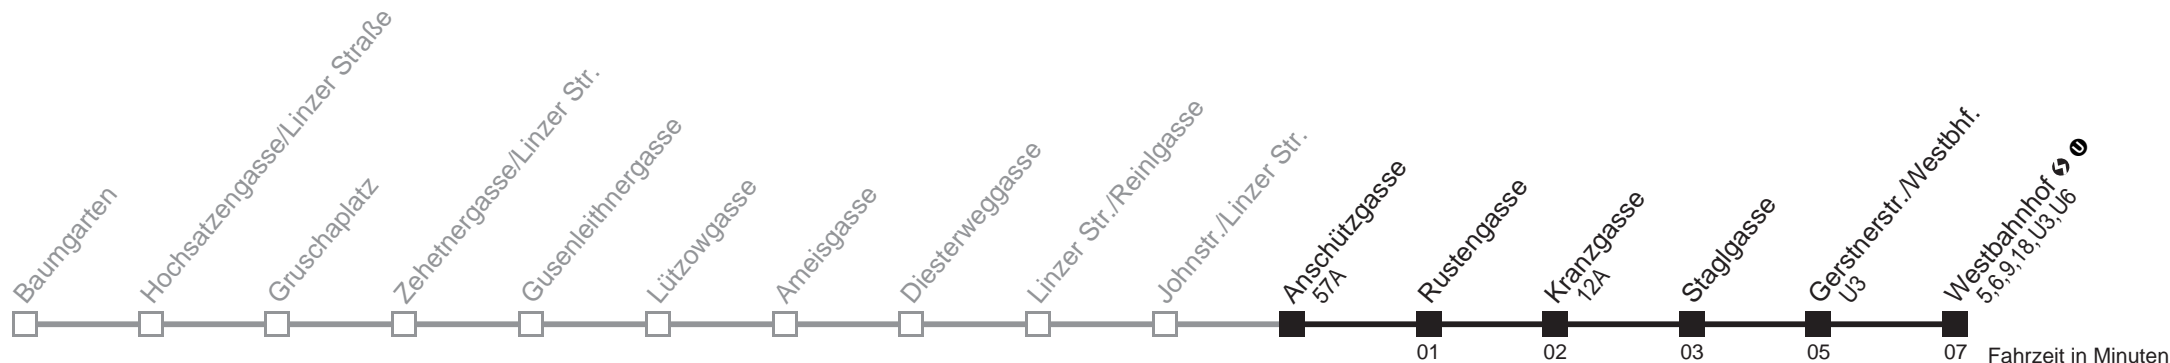 Baumgarten
Hochsatzengasse/Linzer Straße
Gruschaplatz
Zehetnergasse/Linzer Str.
Gusenleithnergasse
Lützowgasse
Ameisgasse
Diesterweggasse
Linzer Str./Reinlgasse
Johnstr./Linzer Str.
Anschützgasse
57A
Rustengasse
Kranzgasse
12A
Staglgasse
Gerstnerstr./Westbhf.
U3
Westbahnhof U
5,6,9,18,U3,U6
01 02 03 05 07 Fahrzeit in Minuten